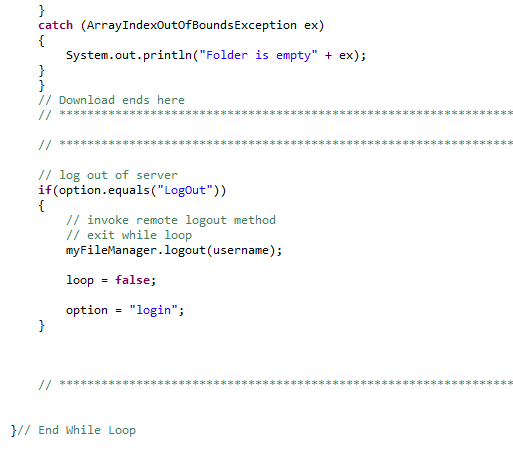 }
catch (ArrayIndexOutOfBoundsException ex)
{
System.out.println("Folder is empty" + ex);
}
}
// Download ends here
// *****************************************************************
// *****************************************************************
// log out of server
if(option.equals("LogOut"))
{
// invoke remote logout method
// exit while loop
myFileManager.logout(username);
loop = false;
option = "login";
}
// *****************************************************************
}// End While Loop